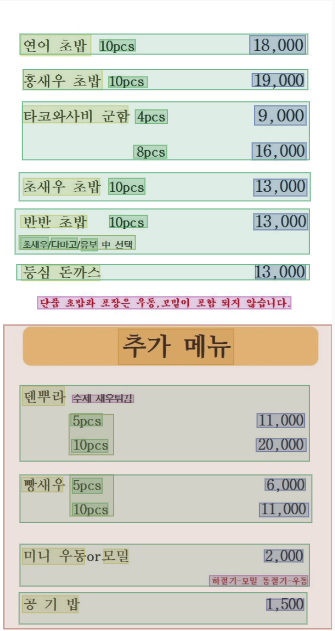 연어 초밥 10pcs 18,000
홍새우 초밥 10pcs 19,000
타코와사비 군함 4pcs 9,000
8pcs 16,000
초새우 초밥 10pcs 13,000
반반 초밥 10pcs 13,000
초새우/타마고/유부 中 선택
등심 돈까스 13,000
단품 초밥과 포장은 우동,모밀이 포함 되지 않습니다.
추가 메뉴
덴뿌라 수제 새우튀김
5pcs 11,000
10pcs 20,000
빵새우 5pcs 6,000
10pcs 11,000
미니 우동or모밀 2,000
하절기-모밀 동절기-우동
공 기 밥 1,500